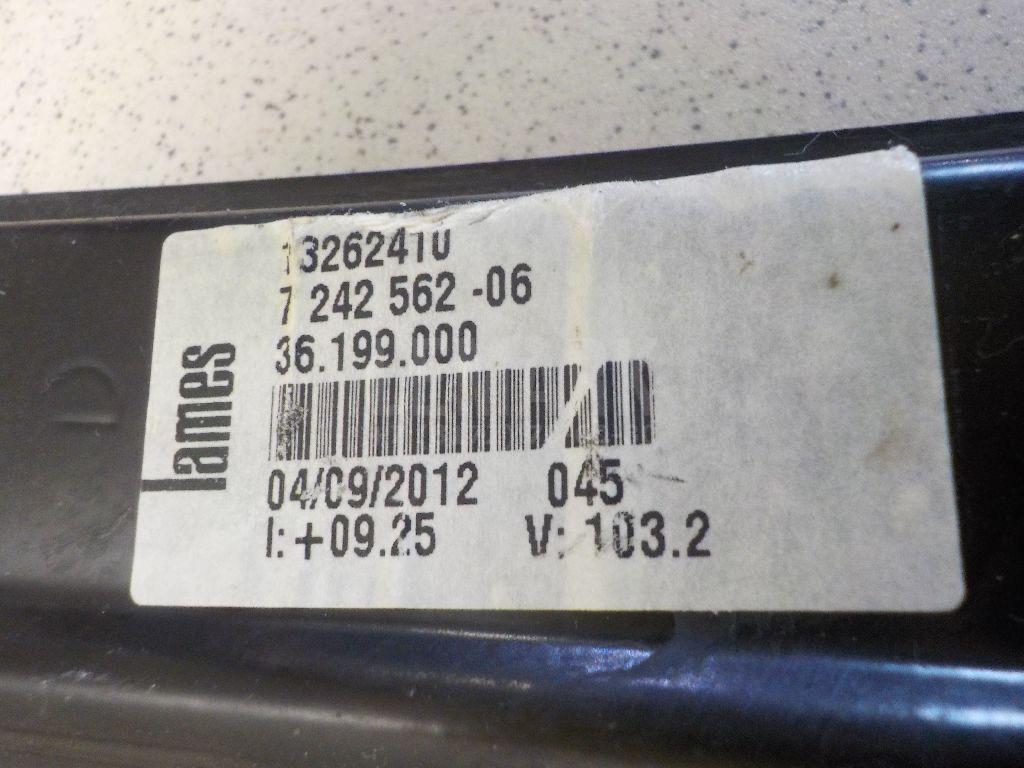 13262410
7 242 562 -06
36.199.000
lames
04/09/2012 045
I: +09.25 V: 103.2